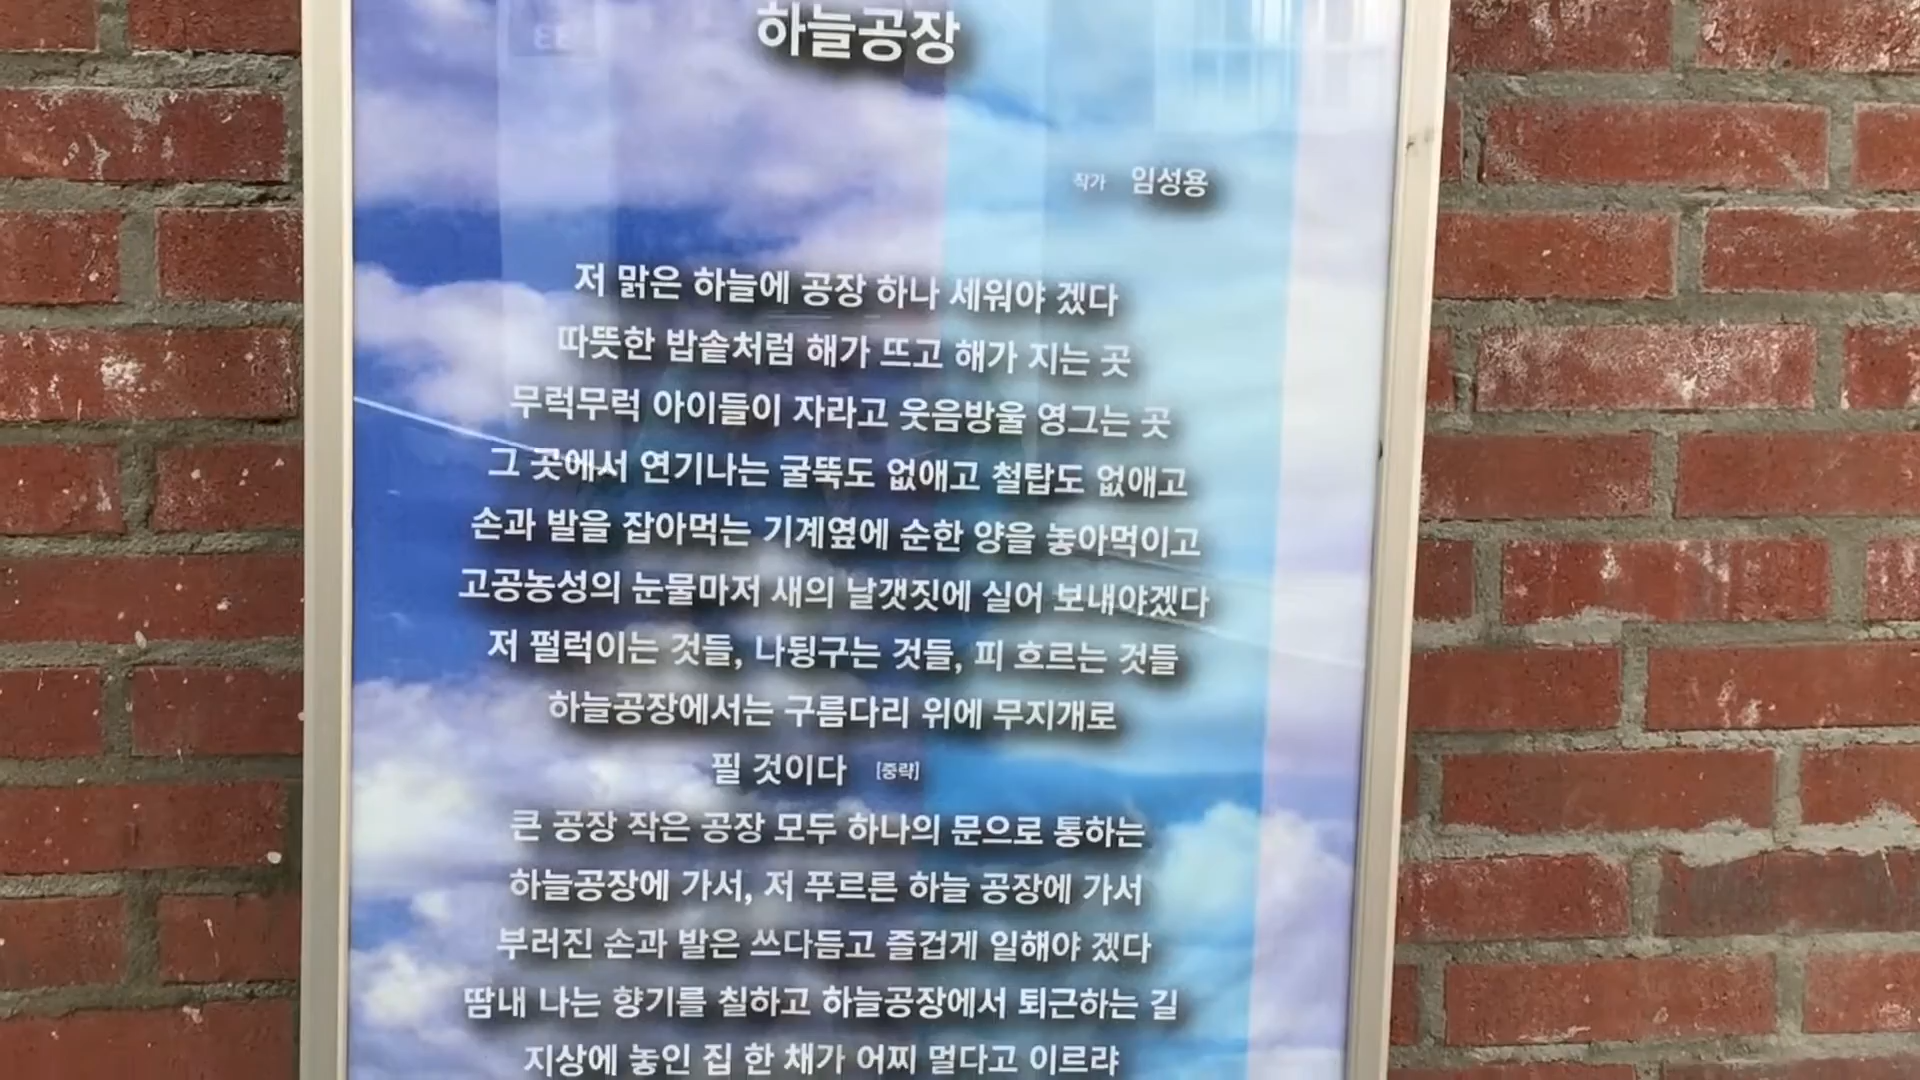 하늘공장
작가 임성용
저 맑은 하늘에 공장 하나 세워야 겠다
따뜻한 밥솥처럼 해가 뜨고 해가 지는 곳
무럭무럭 아이들이 자라고 웃음방울 영그는 곳
그 곳에서 연기나는 굴뚝도 없애고 철탑도 없애고
손과 발을 잡아먹는 기계옆에 순한 양을 놓아먹이고
고공농성의 눈물마저 새의 날갯짓에 실어 보내야겠다
저 펄럭이는 것들, 나뒹구는 것들, 피 흐르는 것들
하늘공장에서는 구름다리 위에 무지개로
필 것이다 [중략]
큰 공장 작은 공장 모두 하나의 문으로 통하는
하늘공장에 가서, 저 푸르른 하늘 공장에 가서
부러진 손과 발은 쓰다듬고 즐겁게 일해야 겠다
땀내 나는 향기를 칠하고 하늘공장에서 퇴근하는 길
지상에 놓인 집 한 채가 어찌 멀다고 이르랴